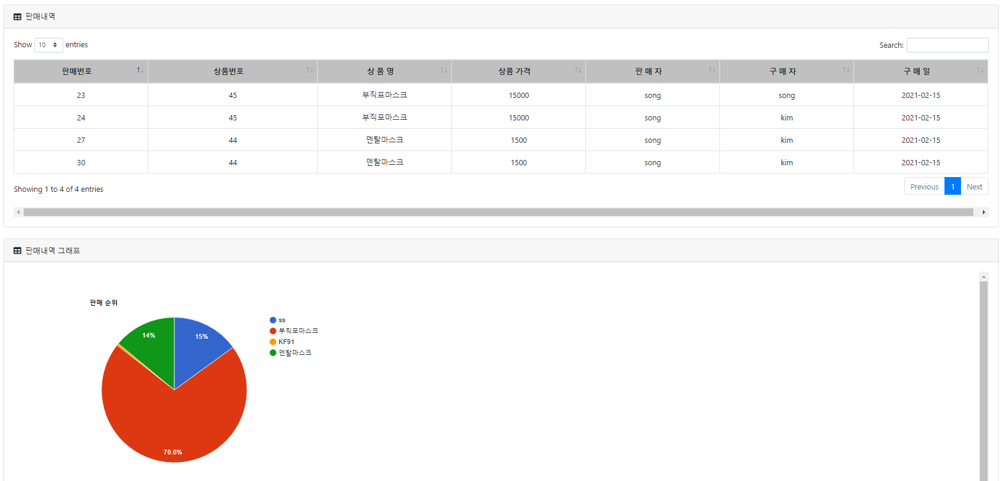 판매내역
Show 10 entries Search:
판매번호 상품번호 상 품 명 상품 가격 판 매 자 구 매 자 구 매 일
23 45 부직포마스크 15000 song song 2021-02-15
24 45 부직포마스크 15000 song kim 2021-02-15
27 44 덴탈마스크 1500 song kim 2021-02-15
30 44 덴탈마스크 1500 song kim 2021-02-15
Showing 1 to 4 of 4 entries Previous 1 Next
판매내역 그래프
판매 순위
ss
부직포마스크
KF91
덴탈마스크
14% 15%
70.6%